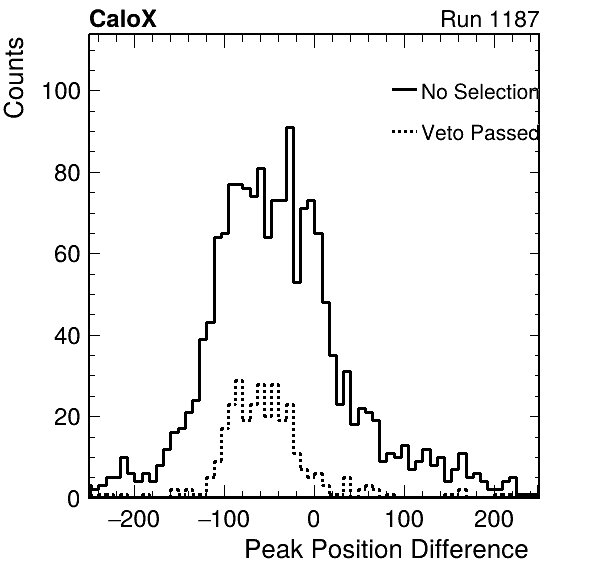 CaloX Run 1187
Counts
100
80
60
40
20
0
No Selection
Veto Passed
−200 −100 0 100 200
Peak Position Difference